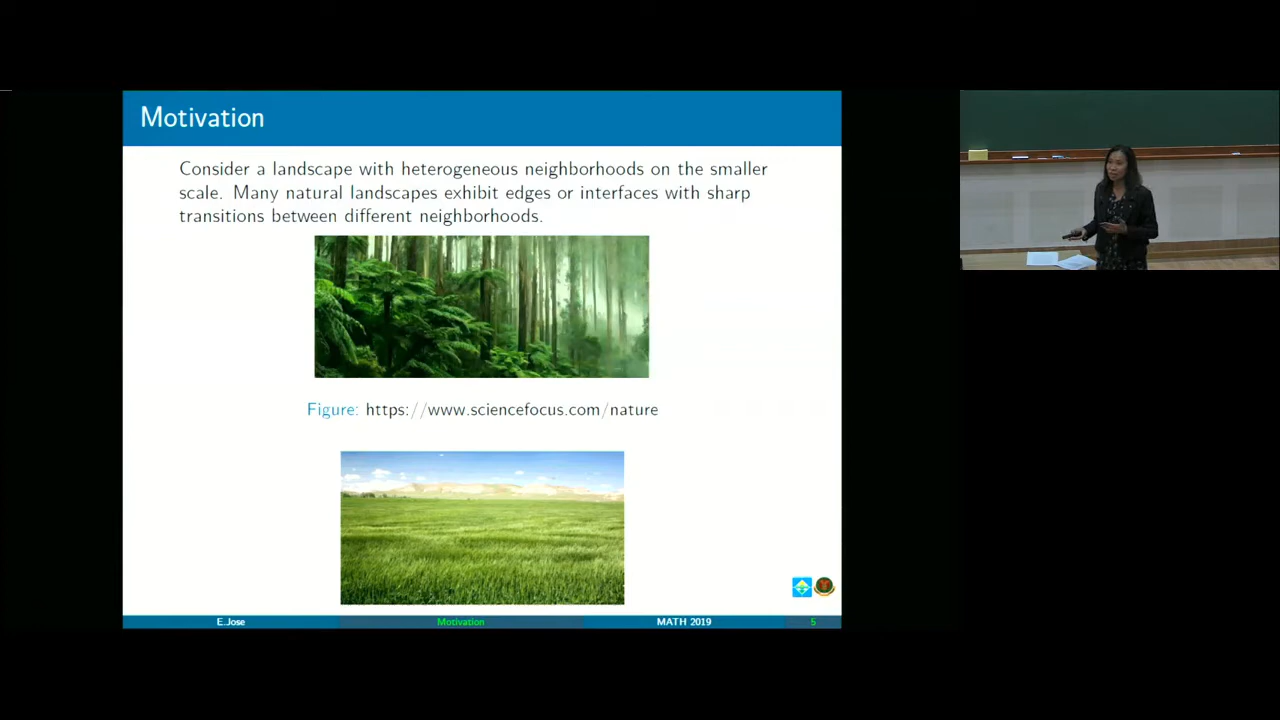 Motivation
Consider a landscape with heterogeneous neighborhoods on the smaller
scale. Many natural landscapes exhibit edges or interfaces with sharp
transitions between different neighborhoods.
Figure: https://www.sciencefocus.com/nature
E.Jose
Motivation
MATH 2019
5